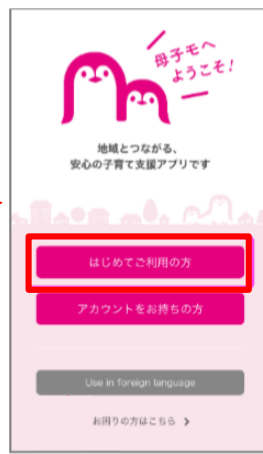 母子モへ
ようこそ!
地域とつながる、
安心の子育て支援アプリです
はじめてご利用の方
アカウントをお持ちの方
Use in foreign language
お困りの方はこちら >